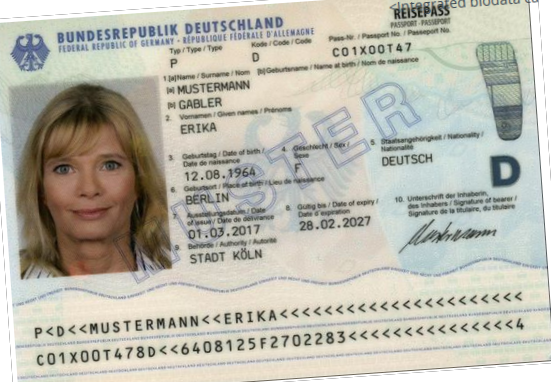 <Integrated biodata ca
BUNDESREPUBLIK DEUTSCHLAND
FEDERAL REPUBLIC OF GERMANY · RÉPUBLIQUE FÉDÉRALE D'ALLEMAGNE
REISEPASS
PASSPORT · PASSEPORT
Typ / Type / Type
Kode / Code / Code
Pass-Nr. / Passport No. / Passeport No.
P
D
C01X00T47
1 [a]Name / Surname / Nom [b]Geburtsname / Name at birth / Nom de naissance
[a] MUSTERMANN
[b] GABLER
2. Vornamen / Given names / Prénoms
ERIKA
3. Geburtstag / Date of birth / Date de naissance
12.08.1964
4. Geschlecht / Sex / Sexe
F
5. Staatsangehörigkeit / Nationality / Nationalité
DEUTSCH
6. Geburtsort / Place of birth / Lieu de naissance
BERLIN
7. Ausstellungsdatum / Date of issue / Date de délivrance
01.03.2017
8. Gültig bis / Date of expiry / Date d'expiration
28.02.2027
9. Behörde / Authority / Autorité
STADT KÖLN
10. Unterschrift der Inhaberin, des Inhabers / Signature of bearer / Signature de la titulaire, du titulaire
Mustermann
D
MUSTER
P<D<<MUSTERMANN<<ERIKA<<<<<<<<<<<<<<<<<<<<<<
C01X00T478D<<6408125F2702283<<<<<<<<<<<<<<<4